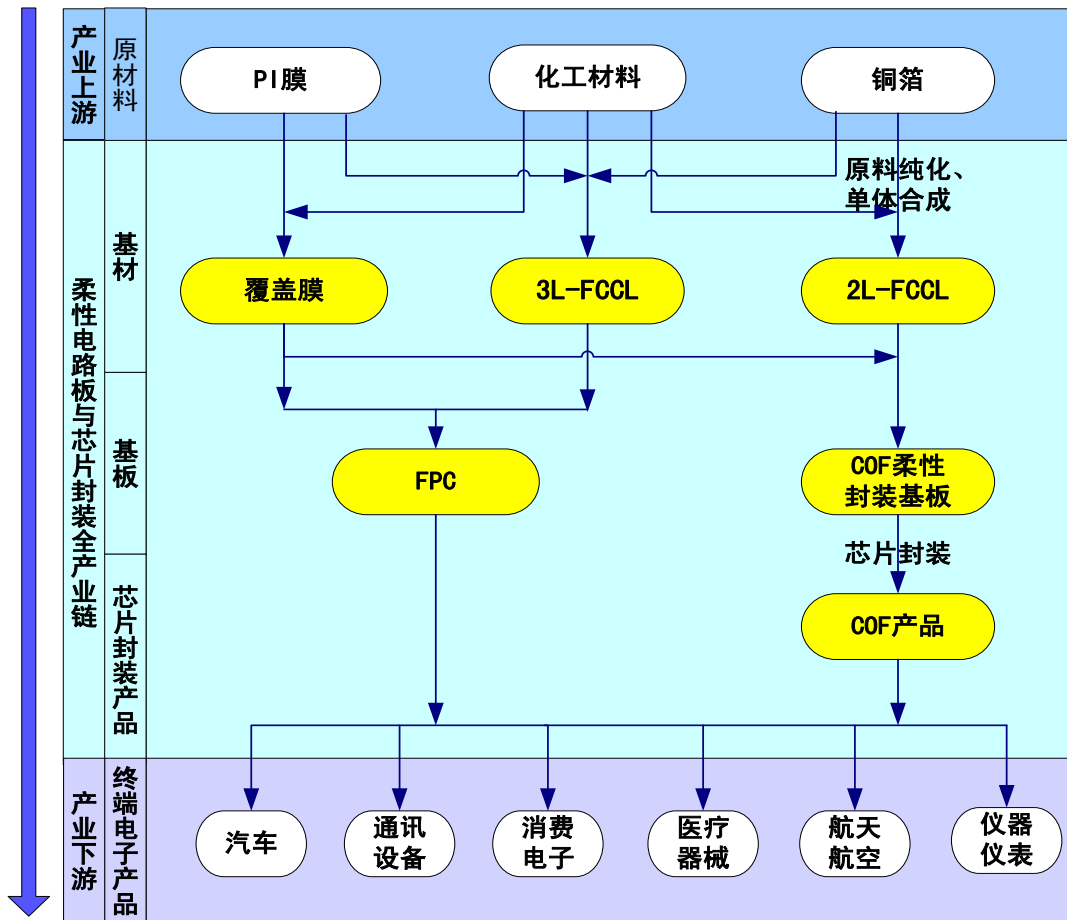 产业上游
原材料
PI膜
化工材料
铜箔
原料纯化、
单体合成
柔性电路板与芯片封装全产业链
基材
覆盖膜
3L-FCCL
2L-FCCL
基板
FPC
COF柔性
封装基板
芯片封装
芯片封装产品
COF产品
产业下游
终端电子产品
汽车
通讯
设备
消费
电子
医疗
器械
航天
航空
仪器
仪表